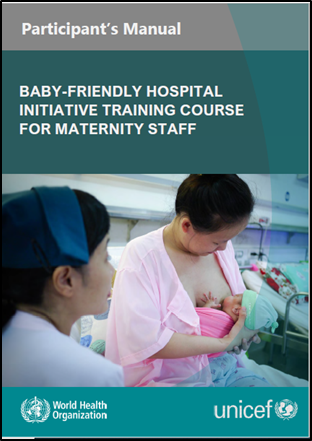 Participant's Manual
BABY-FRIENDLY HOSPITAL
INITIATIVE TRAINING COURSE
FOR MATERNITY STAFF
World Health
Organization
unicef